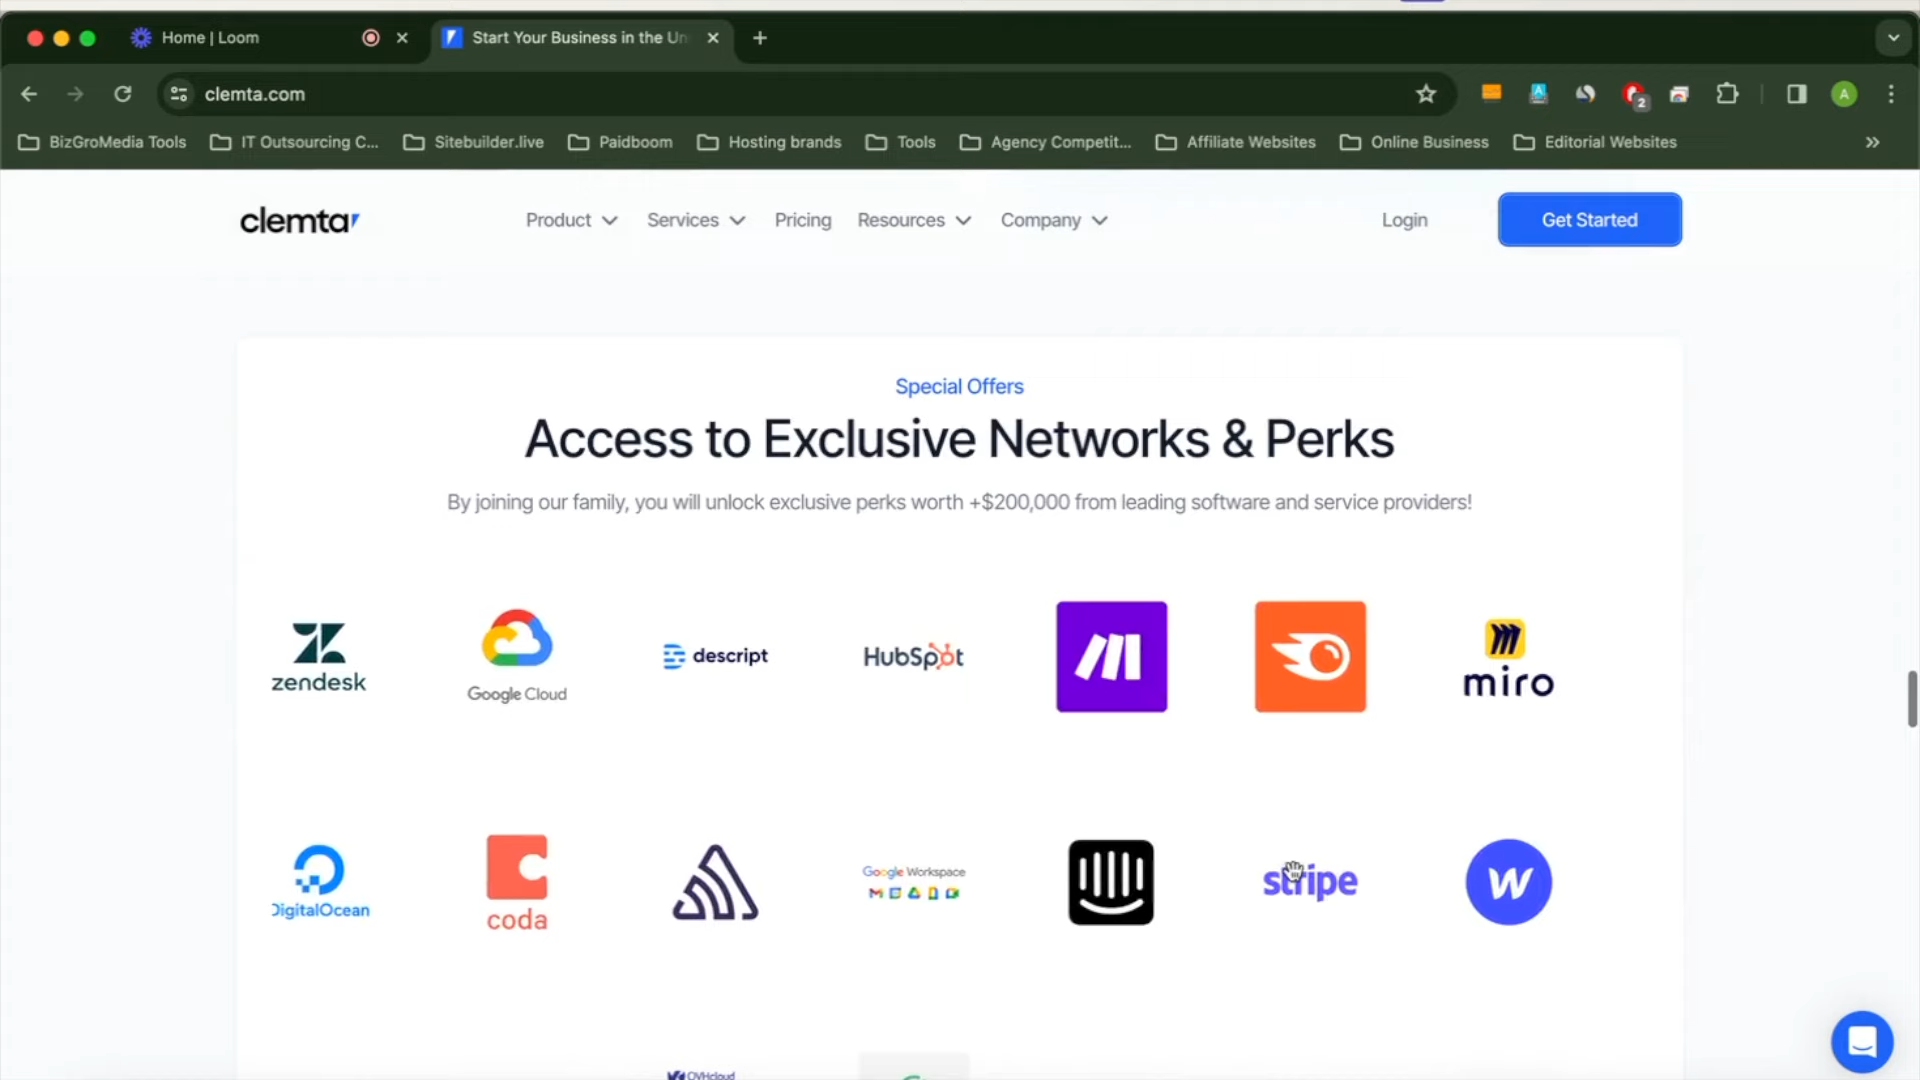 Home | Loom
Start Your Business in the Un
clemta.com
2
A
BizGroMedia Tools
IT Outsourcing C...
Sitebuilder.live
Paidboom
Hosting brands
Tools
Agency Competit...
Affiliate Websites
Online Business
Editorial Websites
clemta
Product
Services
Pricing
Resources
Company
Login
Get Started
Special Offers
Access to Exclusive Networks & Perks
By joining our family, you will unlock exclusive perks worth +$200,000 from leading software and service providers!
zendesk
Google Cloud
descript
HubSpot
miro
DigitalOcean
coda
Google Workspace
stripe
W
OVHcloud